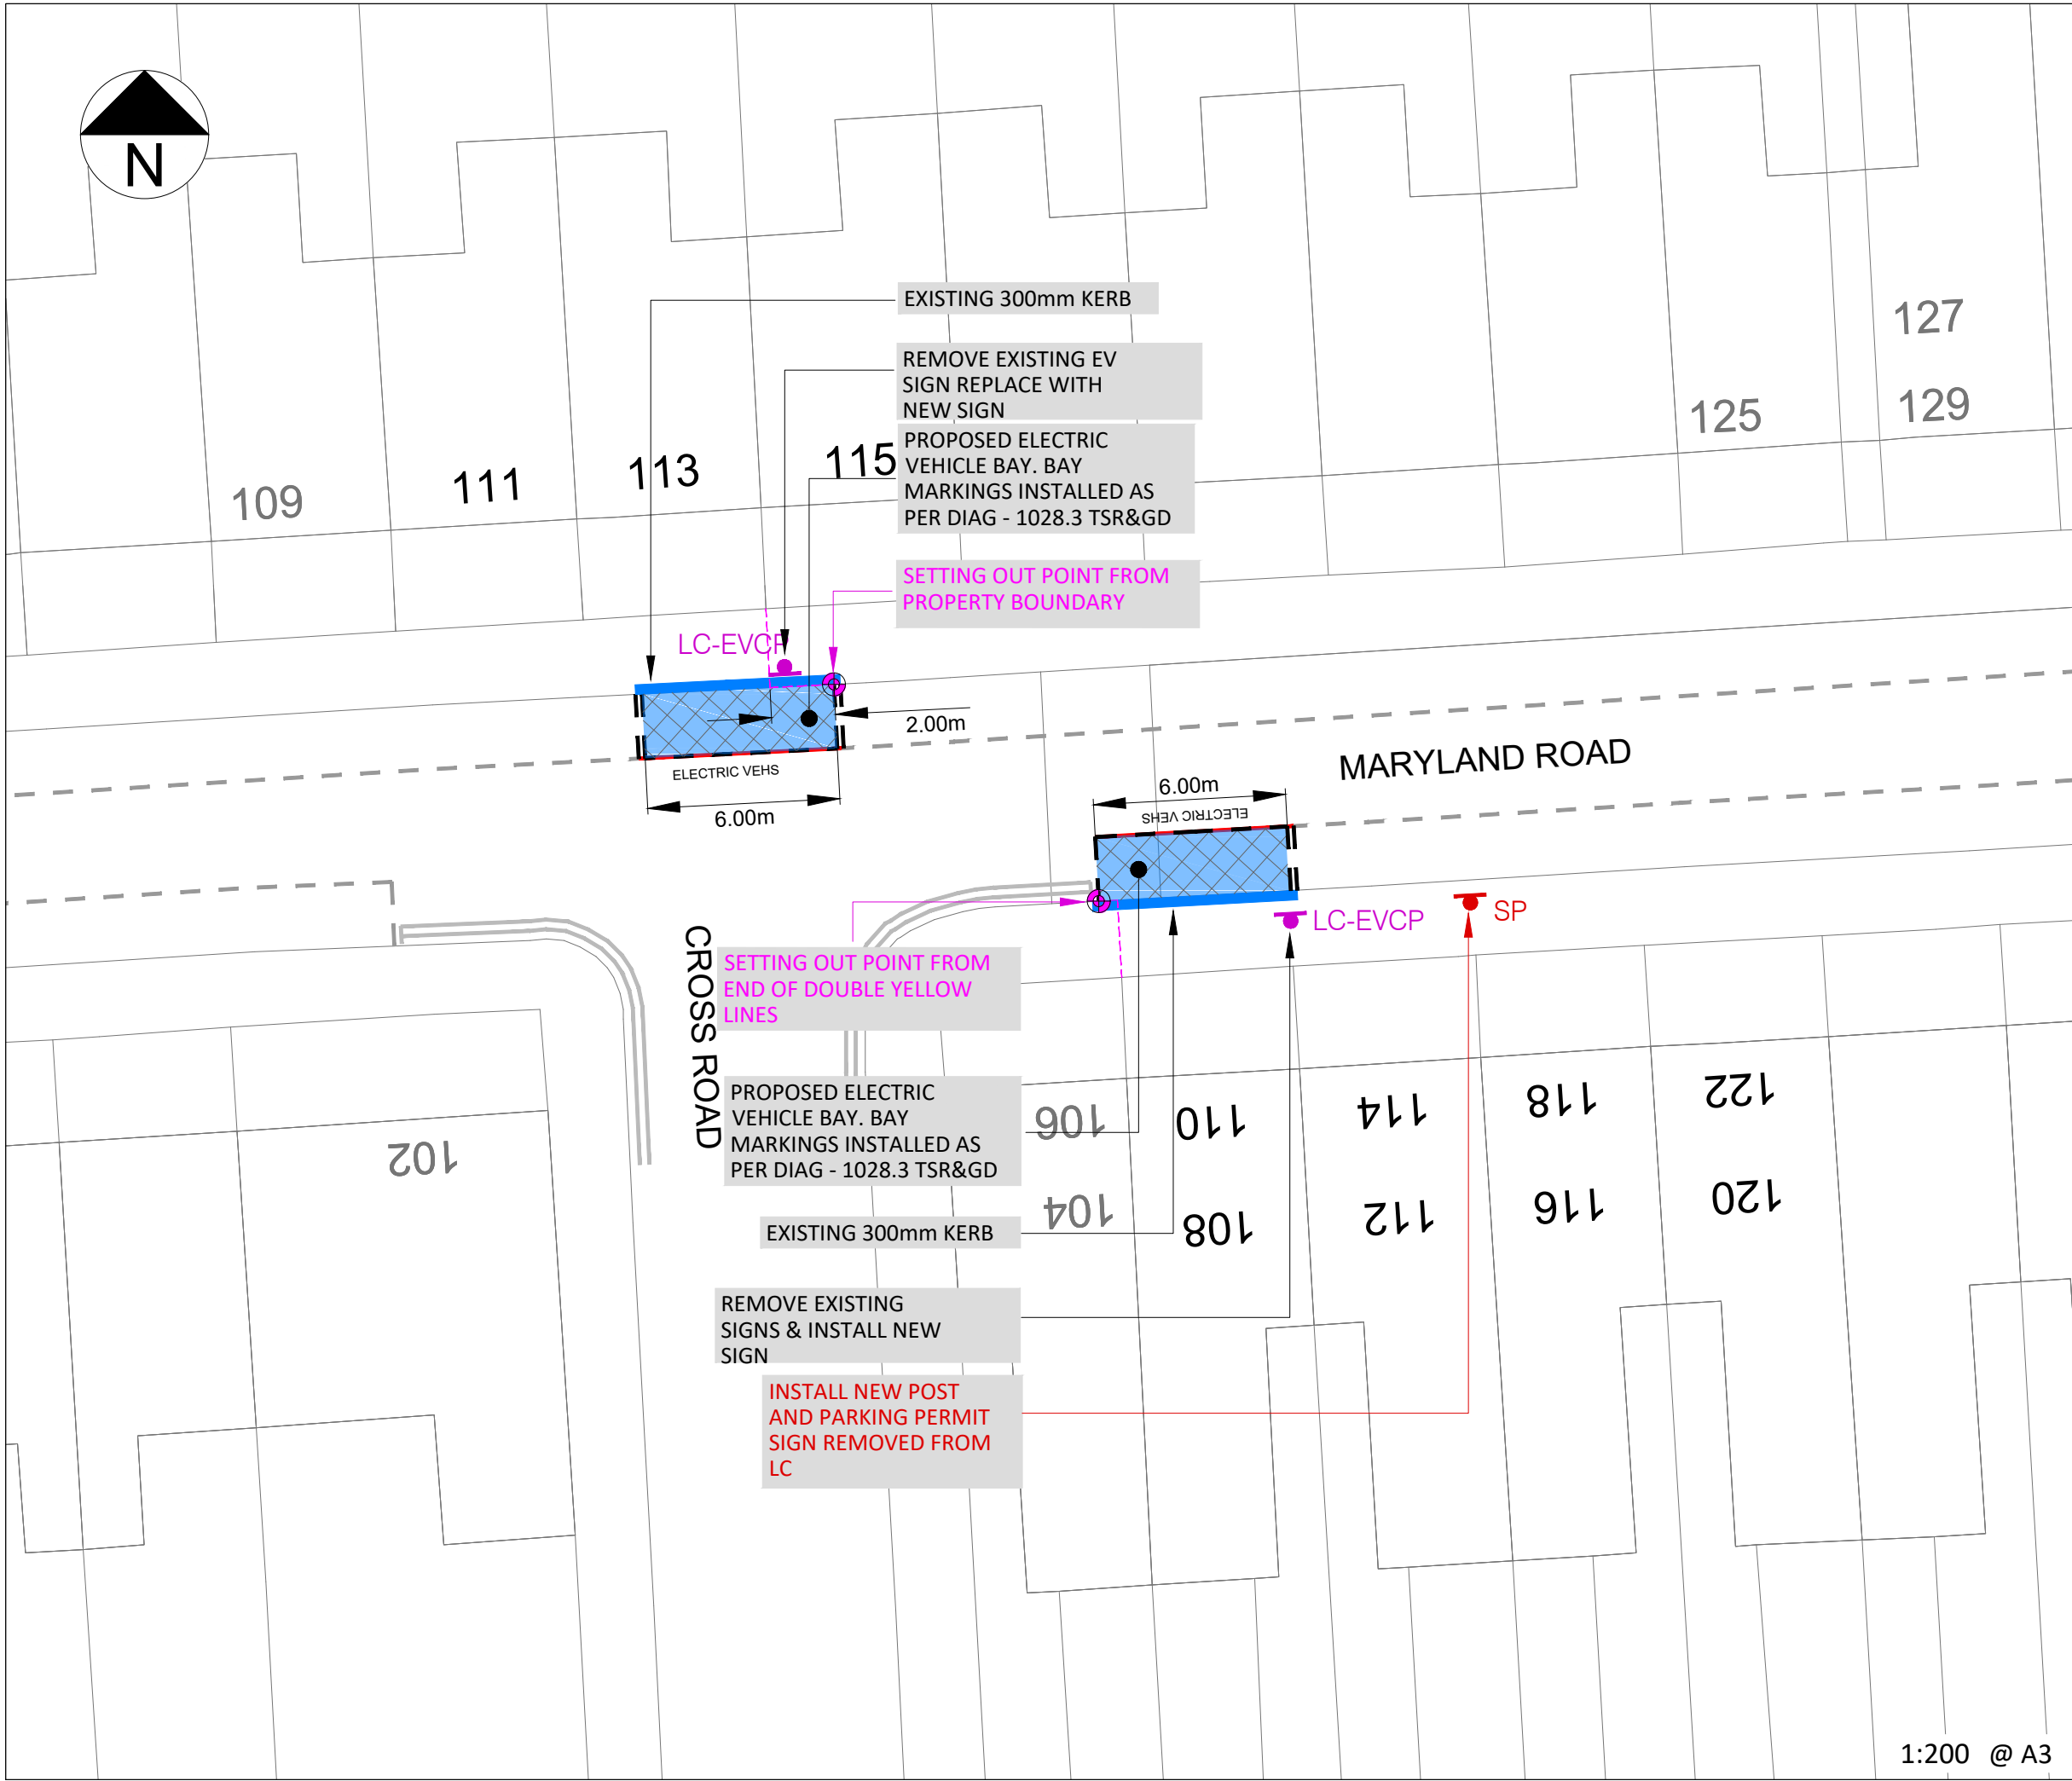 N
EXISTING 300mm KERB
REMOVE EXISTING EV
SIGN REPLACE WITH
NEW SIGN
PROPOSED ELECTRIC
VEHICLE BAY. BAY
MARKINGS INSTALLED AS
PER DIAG - 1028.3 TSR&GD
SETTING OUT POINT FROM
PROPERTY BOUNDARY
109
111
113
115
125
127
129
LC-EVCP
2.00m
ELECTRIC VEHS
6.00m
MARYLAND ROAD
6.00m
ELECTRIC VEHS
LC-EVCP
SP
CROSS ROAD
SETTING OUT POINT FROM
END OF DOUBLE YELLOW
LINES
PROPOSED ELECTRIC
VEHICLE BAY. BAY
MARKINGS INSTALLED AS
PER DIAG - 1028.3 TSR&GD
EXISTING 300mm KERB
REMOVE EXISTING
SIGNS & INSTALL NEW
SIGN
INSTALL NEW POST
AND PARKING PERMIT
SIGN REMOVED FROM
LC
102
106
104
110
108
114
112
118
116
122
120
1:200 @ A3